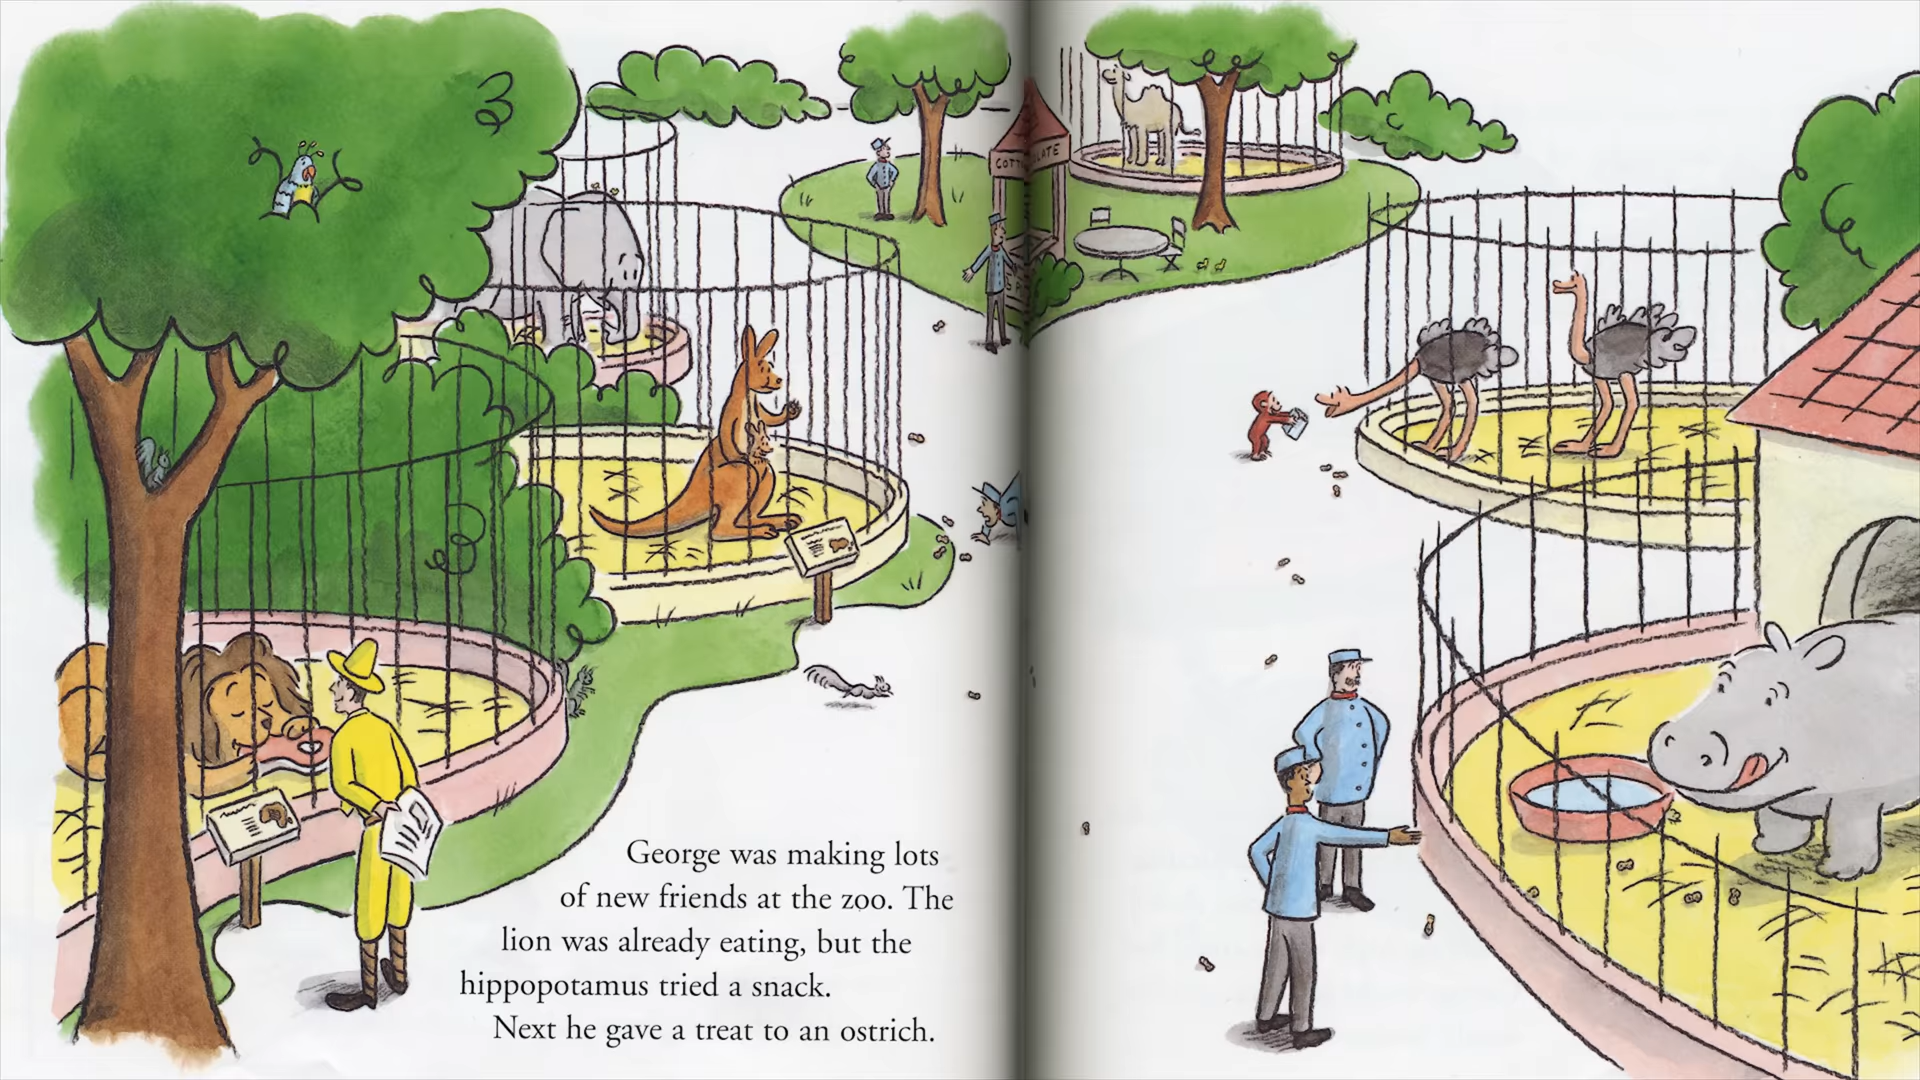 George was making lots
of new friends at the zoo. The
lion was already eating, but the
hippopotamus tried a snack.
Next he gave a treat to an ostrich.